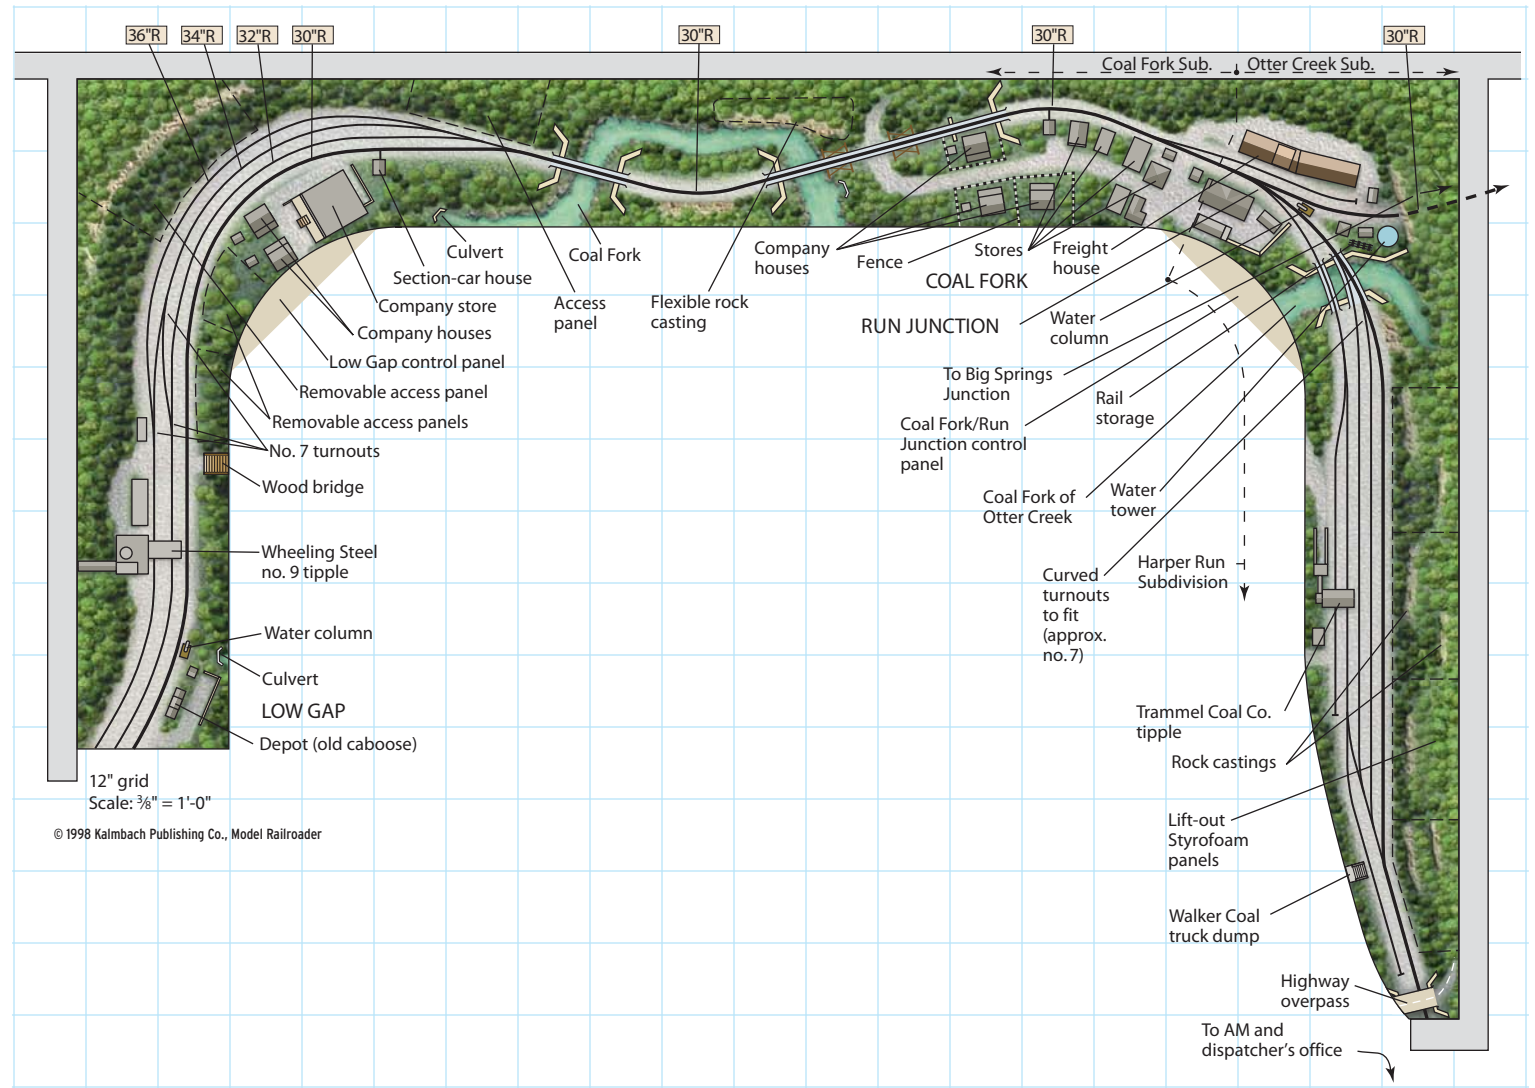 36"R
34"R
32"R
30"R
30"R
30"R
30"R
Coal Fork Sub.
Otter Creek Sub.
Culvert
Section-car house
Company store
Company houses
Low Gap control panel
Removable access panel
Removable access panels
No. 7 turnouts
Wood bridge
Wheeling Steel
no. 9 tipple
Water column
Culvert
LOW GAP
Depot (old caboose)
Coal Fork
Access
panel
Flexible rock
casting
Company
houses
Fence
Stores
Freight
house
COAL FORK
RUN JUNCTION
Water
column
To Big Springs
Junction
Rail
storage
Coal Fork/Run
Junction control
panel
Coal Fork of
Otter Creek
Water
tower
Curved
turnouts
to fit
(approx.
no. 7)
Harper Run
Subdivision
Trammel Coal Co.
tipple
Rock castings
Lift-out
Styrofoam
panels
Walker Coal
truck dump
Highway
overpass
To AM and
dispatcher's office
12" grid
Scale: ⅜" = 1'-0"
© 1998 Kalmbach Publishing Co., Model Railroader